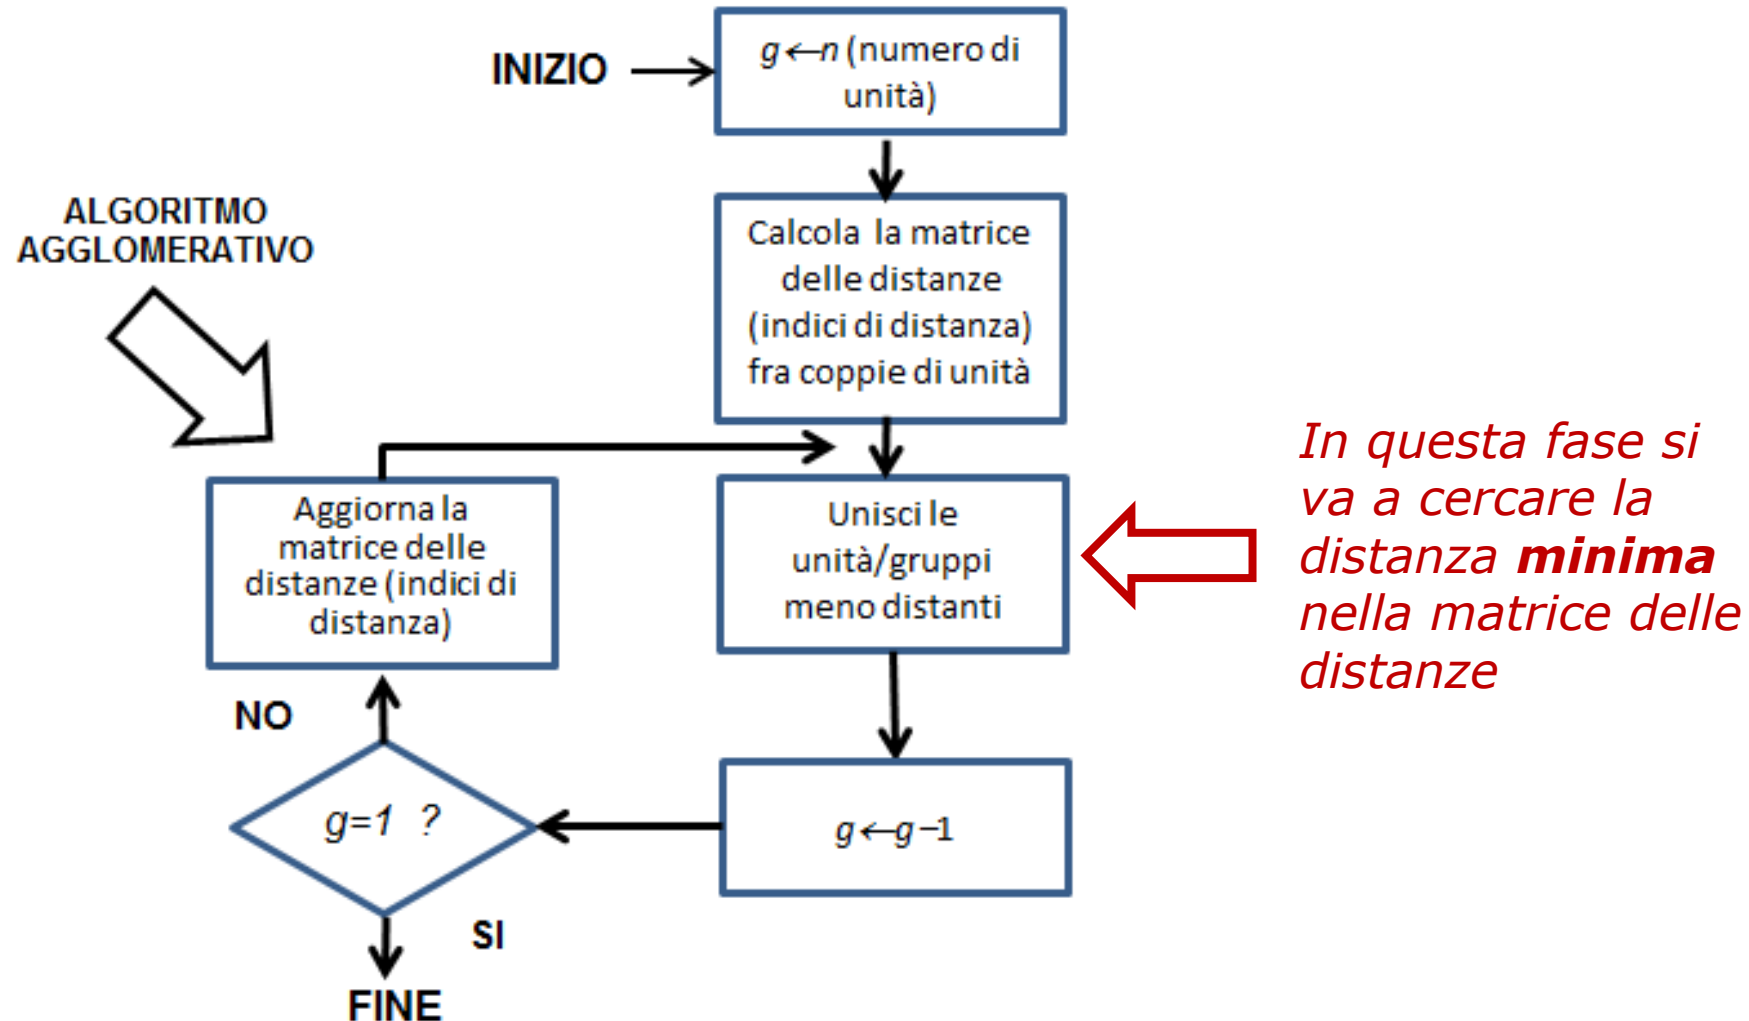 INIZIO
g←n (numero di
unità)
ALGORITMO
AGGLOMERATIVO
Calcola la matrice
delle distanze
(indici di distanza)
fra coppie di unità
Aggiorna la
matrice delle
distanze (indici di
distanza)
Unisci le
unità/gruppi
meno distanti
In questa fase si
va a cercare la
distanza minima
nella matrice delle
distanze
NO
g=1 ?
g←g−1
SI
FINE